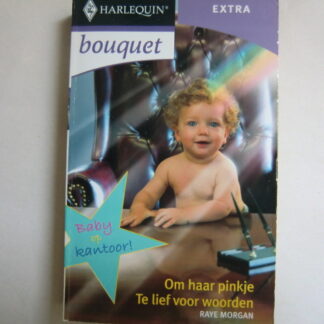 HARLEQUIN® EXTRA
bouquet
Baby
op
kantoor!
Om haar pinkje
Te lief voor woorden
RAYE MORGAN